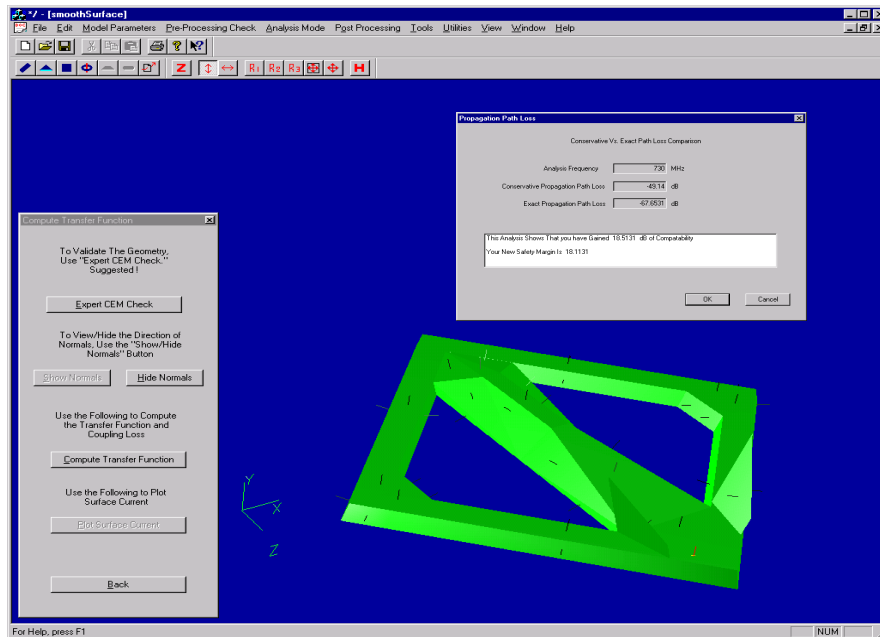 */ - [smoothSurface]
File Edit Model Parameters Pre-Processing Check Analysis Mode Post Processing Tools Utilities View Window Help
Z R1 R2 R3 H
Propagation Path Loss
Conservative Vs. Exact Path Loss Comparison
Analysis Frequency 730 MHz
Conservative Propagation Path Loss -49.14 dB
Exact Propagation Path Loss -67.6531 dB
This Analysis Shows That you have Gained 18.5131 dB of Compatability
Your New Safety Margin Is 18.1131
OK Cancel
Compute Transfer Function
To Validate The Geometry,
Use "Expert CEM Check."
Suggested !
Expert CEM Check
To View/Hide the Direction of
Normals, Use the "Show/Hide
Normals" Button
Show Normals Hide Normals
Use the Following to Compute
the Transfer Function and
Coupling Loss
Compute Transfer Function
Use the Following to Plot
Surface Current
Plot Surface Current
Back
Y
X
Z
For Help, press F1 NUM